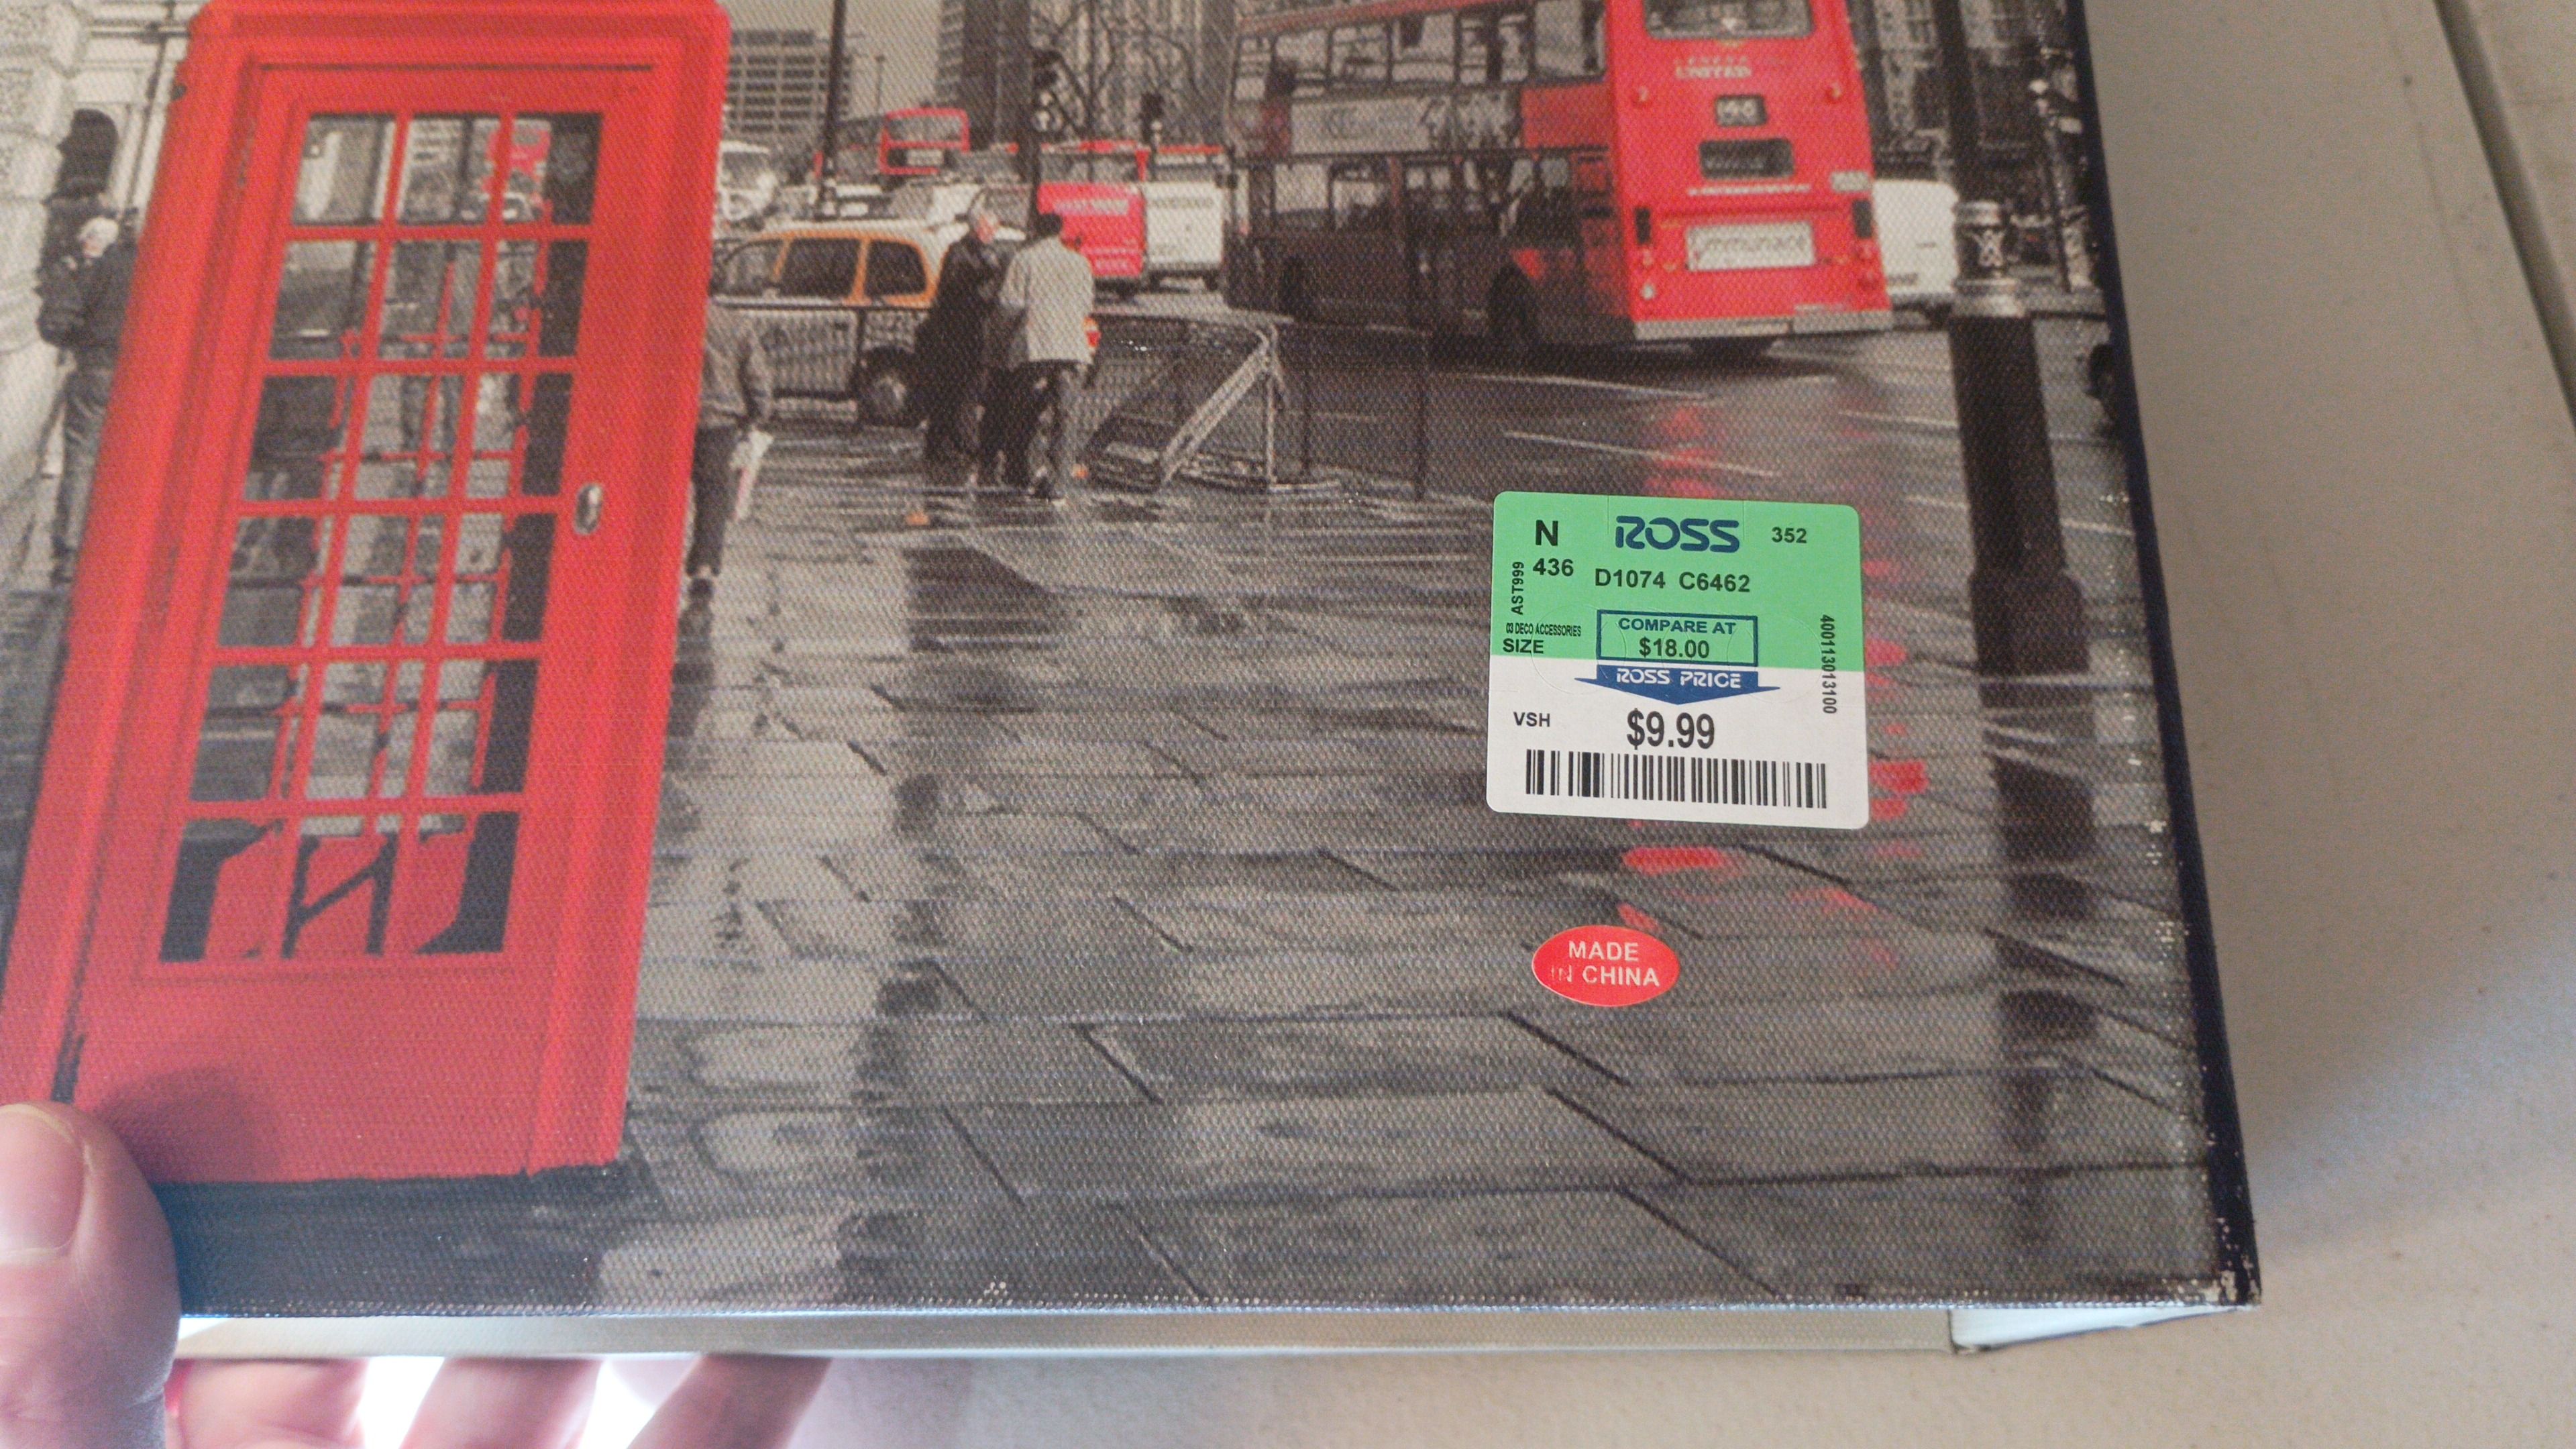 N
ROSS
352
436
D1074 C6462
AST999
03 DECO ACCESSORIES
SIZE
COMPARE AT
$18.00
ROSS PRICE
400113013100
VSH
$9.99
MADE
IN CHINA